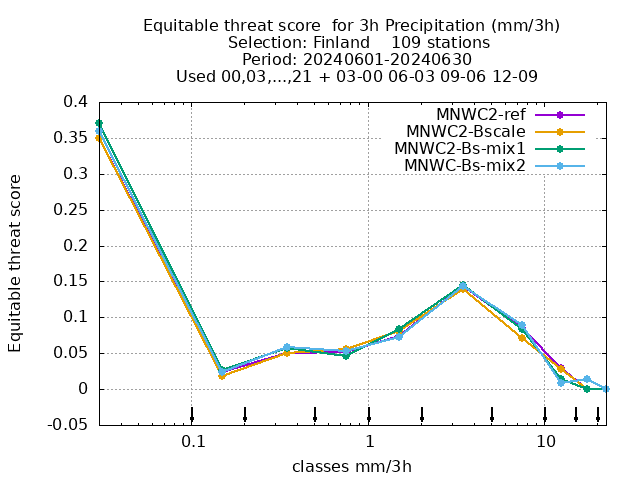 Equitable threat score  for 3h Precipitation (mm/3h)
Selection: Finland    109 stations
Period: 20240601-20240630
Used 00,03,...,21 + 03-00 06-03 09-06 12-09
MNWC2-ref
MNWC2-Bscale
MNWC2-Bs-mix1
MNWC-Bs-mix2
Equitable threat score
0.4
0.35
0.3
0.25
0.2
0.15
0.1
0.05
0
-0.05
0.1 1 10
classes mm/3h